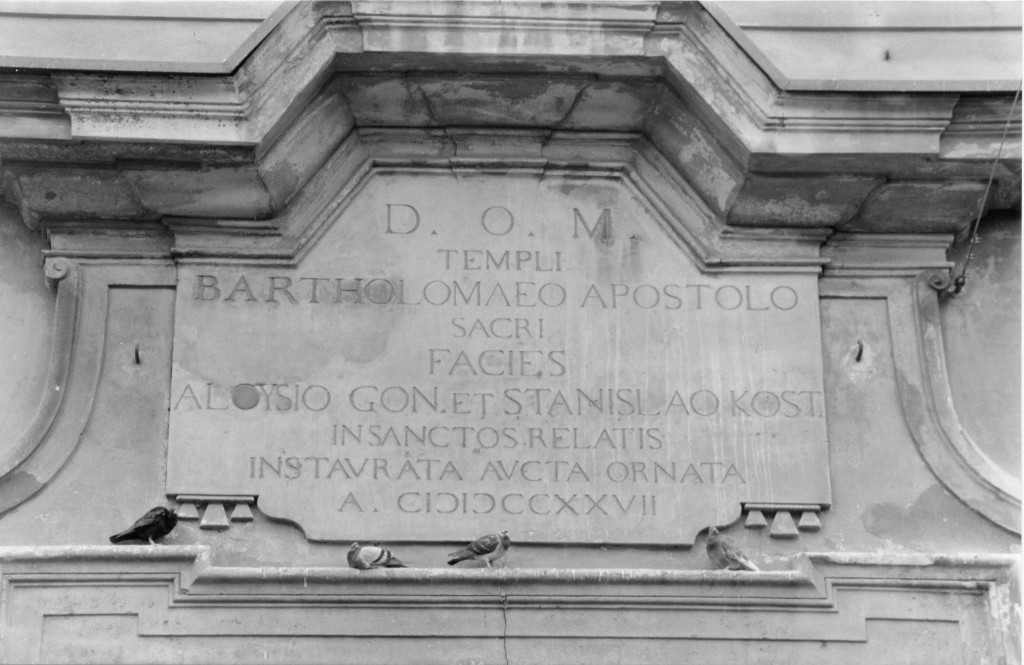 D. O. M.
TEMPLI
BARTHOLOMAEO APOSTOLO
SACRI
FACIES
ALOYSIO GON. ET STANISLAO KOST.
IN SANCTOS RELATIS
INSTAVRATA AVCTA ORNATA
A. CIƆIƆCCXXVII